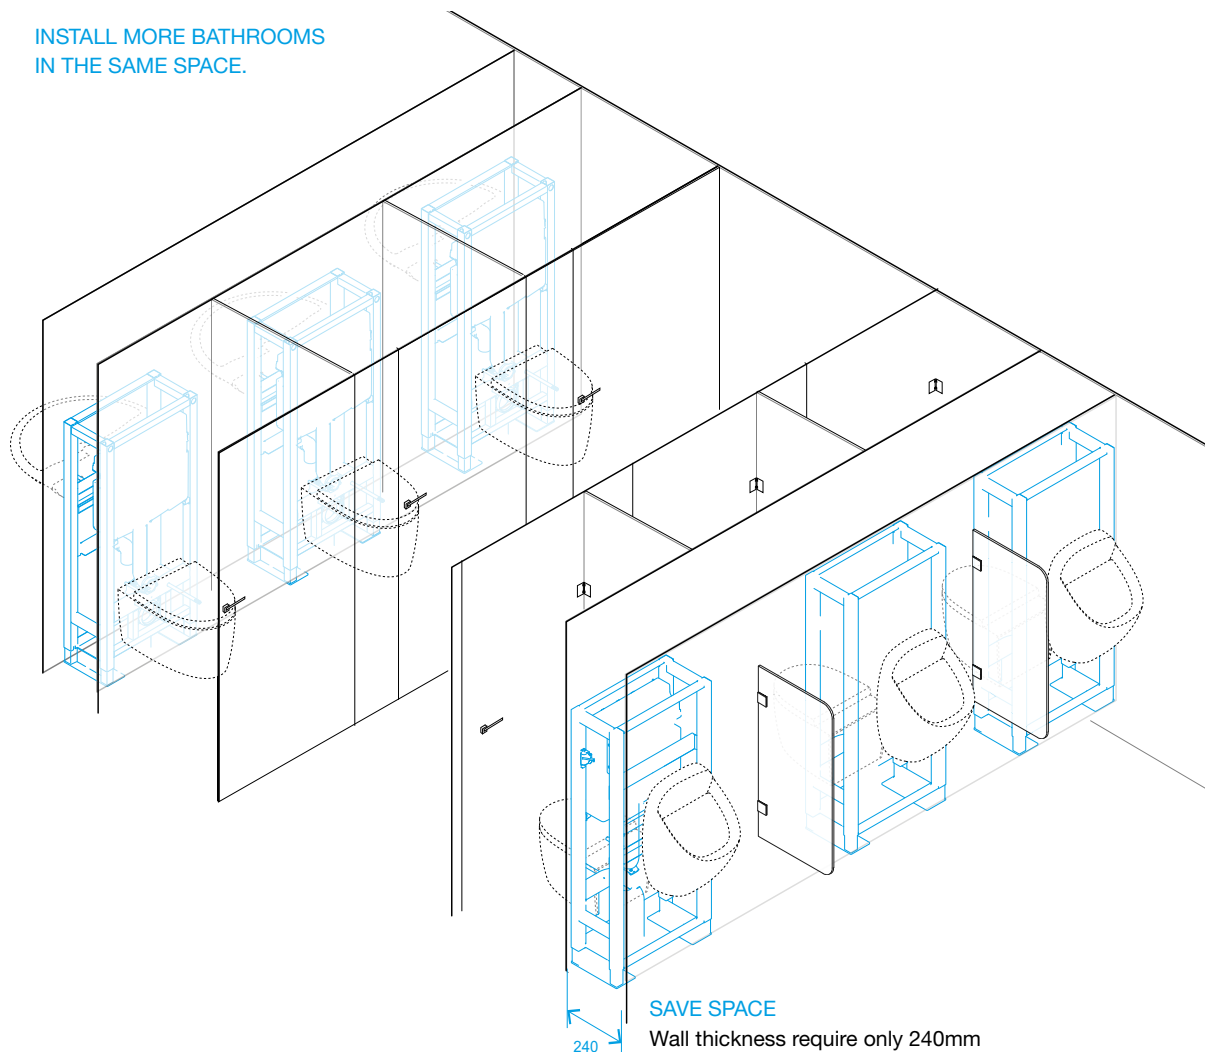 INSTALL MORE BATHROOMS
IN THE SAME SPACE.
SAVE SPACE
Wall thickness require only 240mm
240